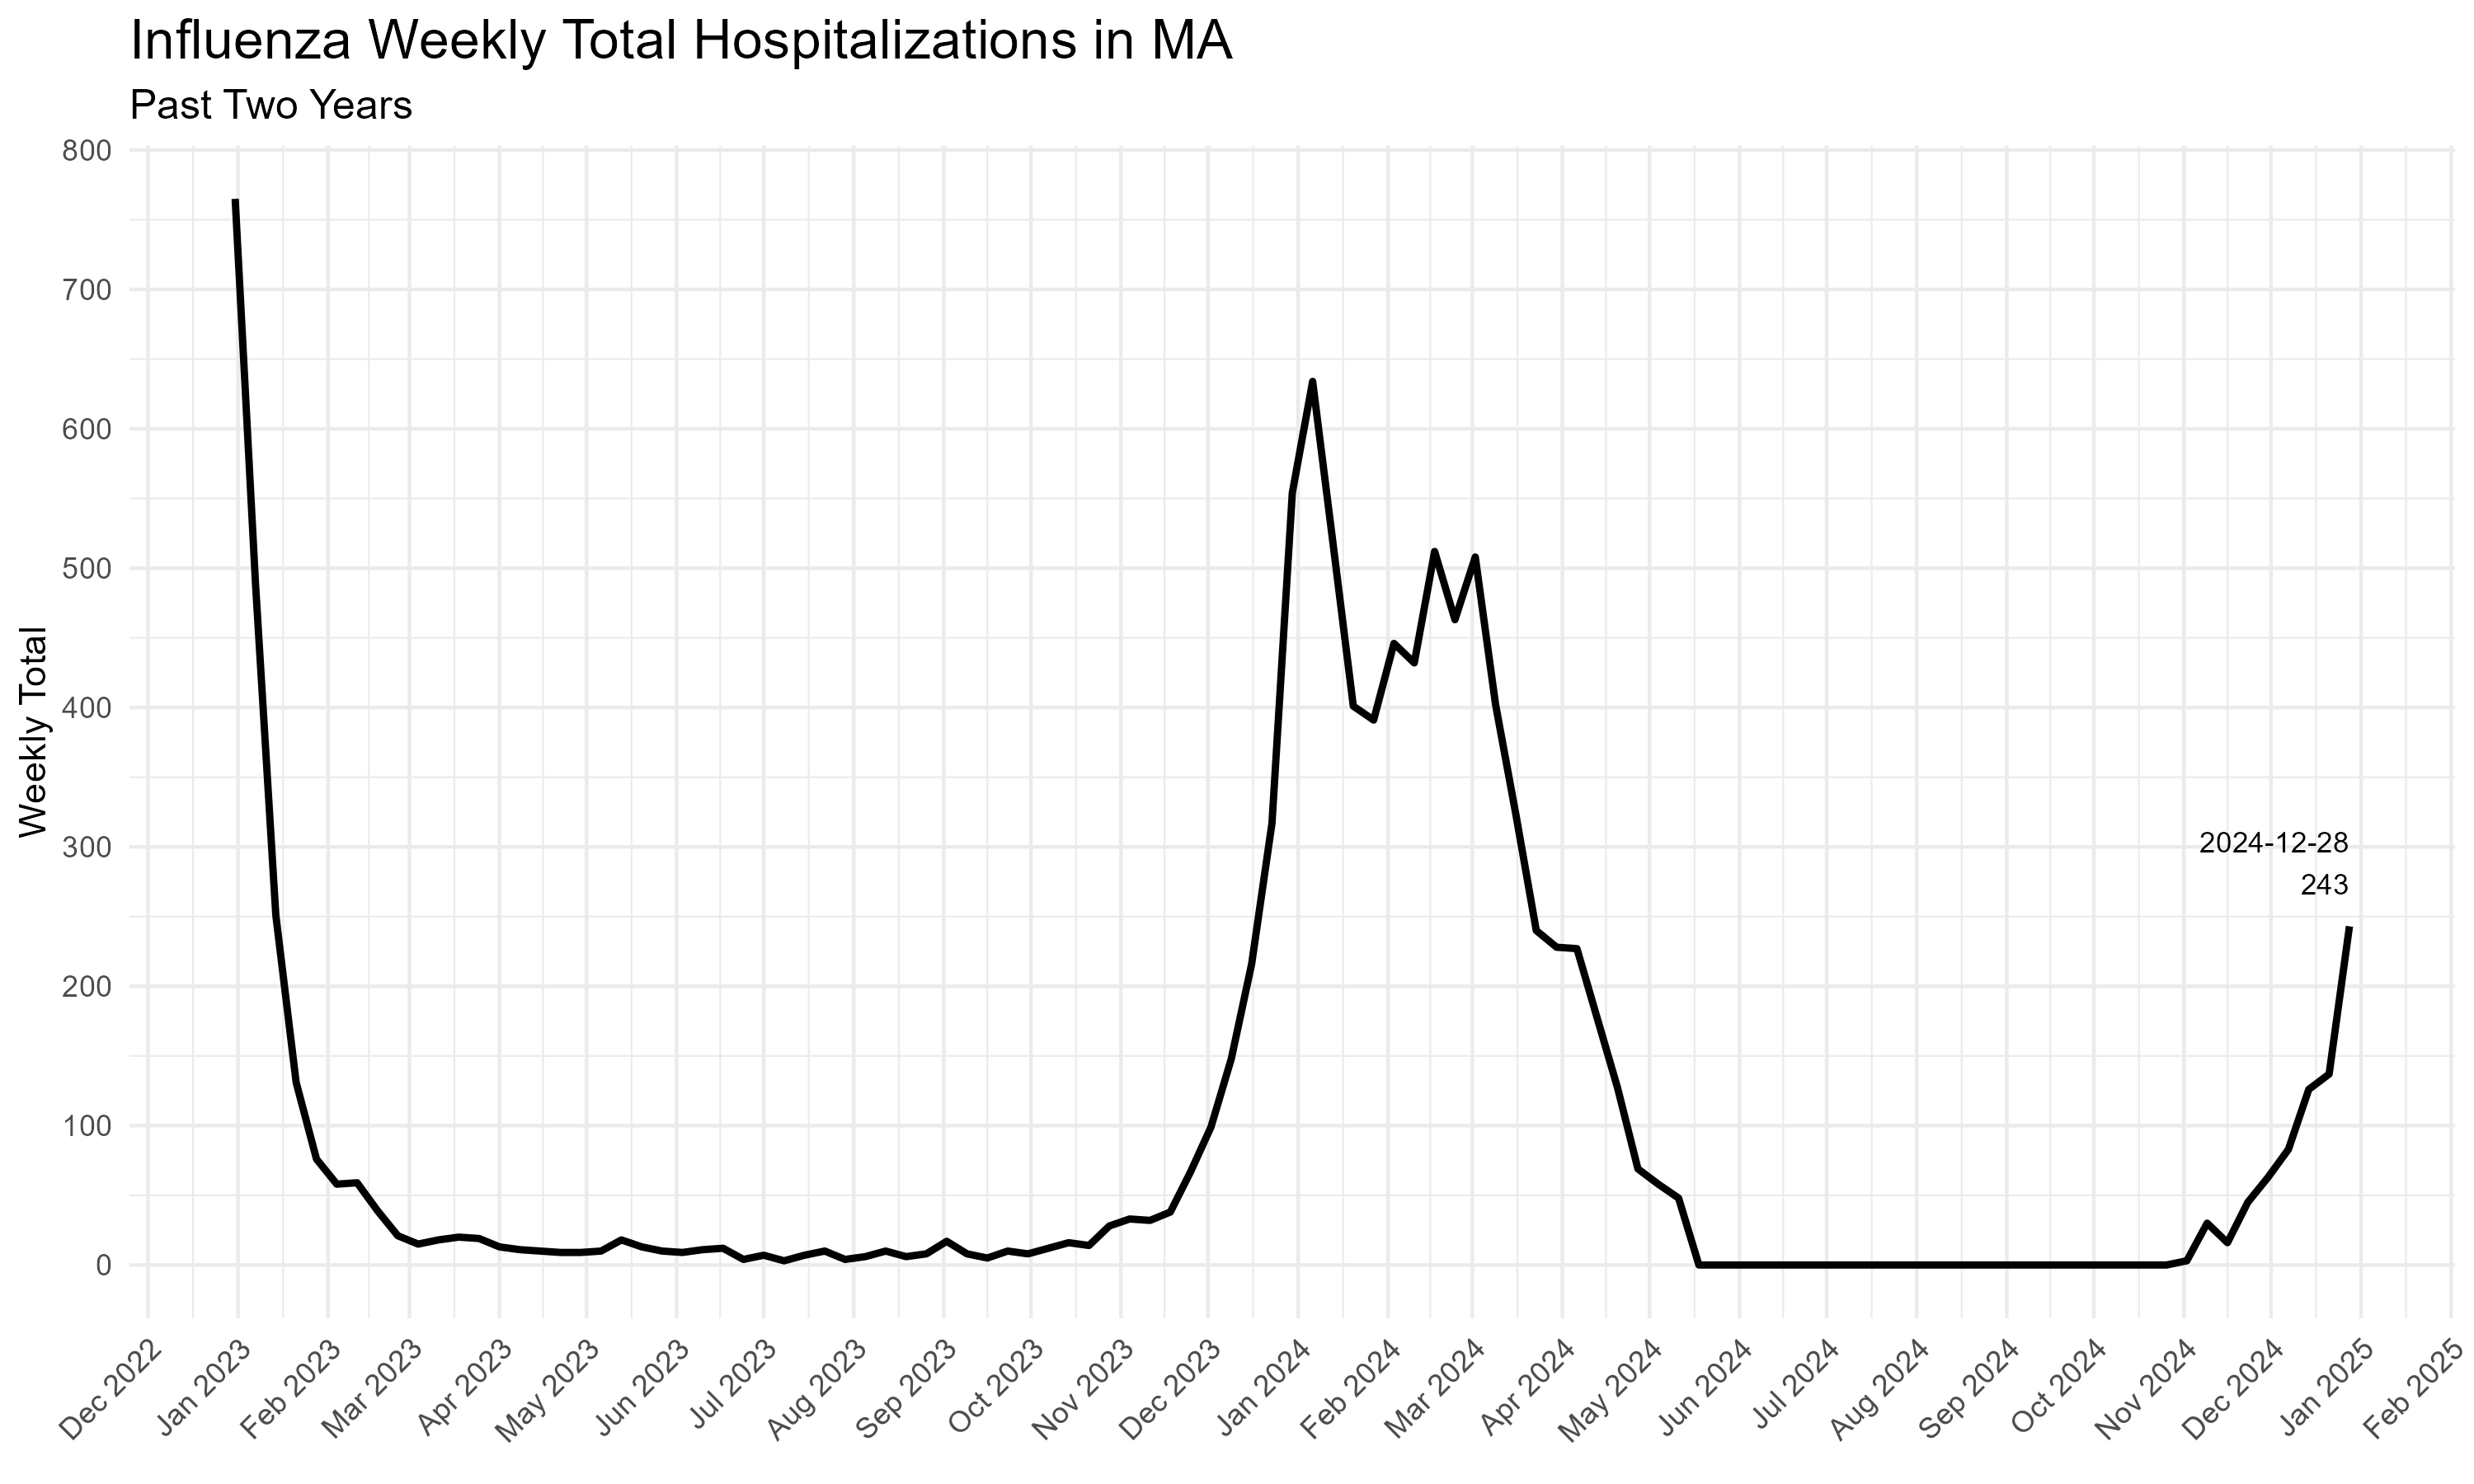 Influenza Weekly Total Hospitalizations in MA
Past Two Years
800
700
600
500
400
300
200
100
0
Weekly Total
2024-12-28
243
Dec 2022
Jan 2023
Feb 2023
Mar 2023
Apr 2023
May 2023
Jun 2023
Jul 2023
Aug 2023
Sep 2023
Oct 2023
Nov 2023
Dec 2023
Jan 2024
Feb 2024
Mar 2024
Apr 2024
May 2024
Jun 2024
Jul 2024
Aug 2024
Sep 2024
Oct 2024
Nov 2024
Dec 2024
Jan 2025
Feb 2025